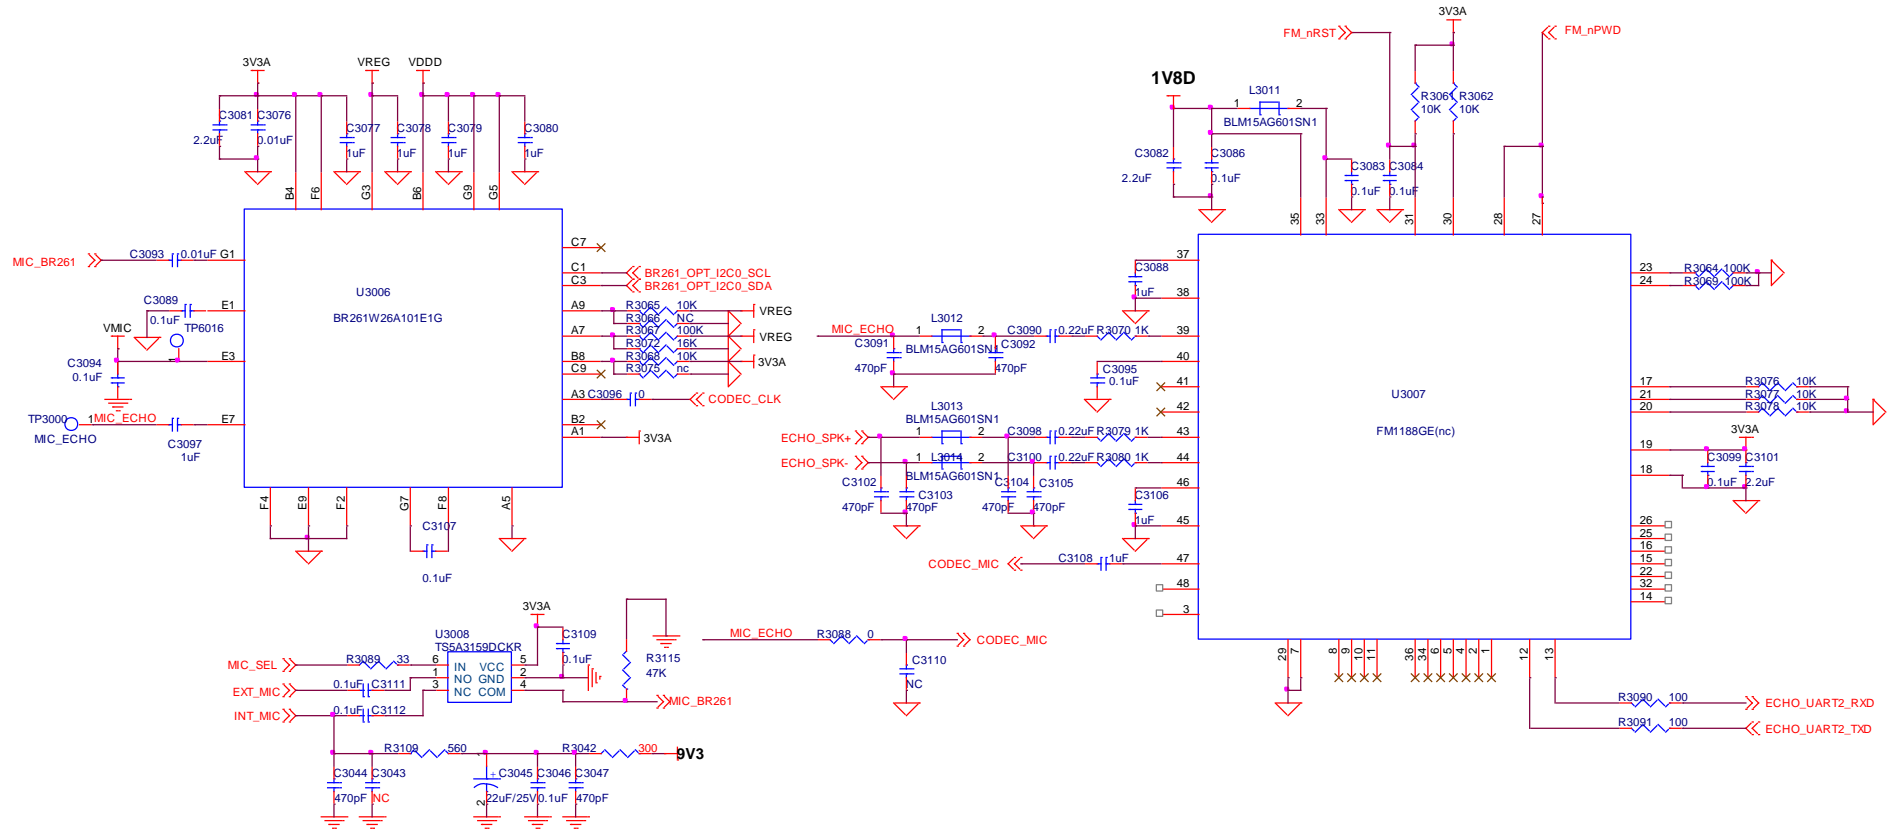 3V3A
VREG
VDDD
C3081
2.2uF
C3076
0.01uF
C3077
1uF
C3078
1uF
C3079
1uF
C3080
1uF
B4
F6
G3
B6
G9
G5
MIC_BR261
C3093
0.01uF
G1
C3089
0.1uF
E1
TP6016
1
VMIC
E3
C3094
0.1uF
TP3000
1
MIC_ECHO
MIC_ECHO
C3097
1uF
E7
U3006
BR261W26A101E1G
C7
C1
BR261_OPT_I2C0_SCL
C3
BR261_OPT_I2C0_SDA
A9
R3065
10K
VREG
R3066
NC
A7
R3067
100K
VREG
R3072
16K
B8
R3068
10K
3V3A
C9
R3075
nc
A3
C3096
0
CODEC_CLK
B2
A1
3V3A
F4
E9
F2
G7
F8
A5
C3107
0.1uF
3V3A
U3008
TS5A3159DCKR
C3109
0.1uF
MIC_SEL
R3089
33
6
IN
VCC
5
EXT_MIC
0.1uF
C3111
1
NO
GND
2
INT_MIC
0.1uF
C3112
3
NC
COM
4
R3115
47K
MIC_BR261
R3109
560
R3042
300
9V3
C3044
470pF
C3043
NC
1
+
C3045
22uF/25V
2
C3046
0.1uF
C3047
470pF
MIC_ECHO
R3088
0
CODEC_MIC
C3110
NC
FM_nRST
3V3A
FM_nPWD
1V8D
L3011
1
2
BLM15AG601SN1
R3061
10K
R3062
10K
C3082
2.2uF
C3086
0.1uF
C3083
0.1uF
C3084
0.1uF
35
33
31
30
28
27
37
C3088
1uF
38
MIC_ECHO
L3012
1
2
BLM15AG601SN1
C3090
0.22uF
R3070
1K
39
C3091
470pF
C3092
470pF
40
C3095
0.1uF
41
42
L3013
BLM15AG601SN1
ECHO_SPK+
1
2
C3098
0.22uF
R3079
1K
43
ECHO_SPK-
1
L3014
2
BLM15AG601SN1
C3100
0.22uF
R3080
1K
44
C3102
470pF
C3103
470pF
C3104
470pF
C3105
470pF
46
C3106
1uF
45
CODEC_MIC
C3108
1uF
47
48
3
U3007
FM1188GE(nc)
23
R3064
100K
24
R3069
100K
17
R3076
10K
21
R3077
10K
20
R3078
10K
3V3A
19
C3099
0.1uF
C3101
2.2uF
18
26
25
16
15
22
32
14
29
7
8
9
10
11
36
34
6
5
4
2
1
12
13
R3090
100
ECHO_UART2_RXD
R3091
100
ECHO_UART2_TXD